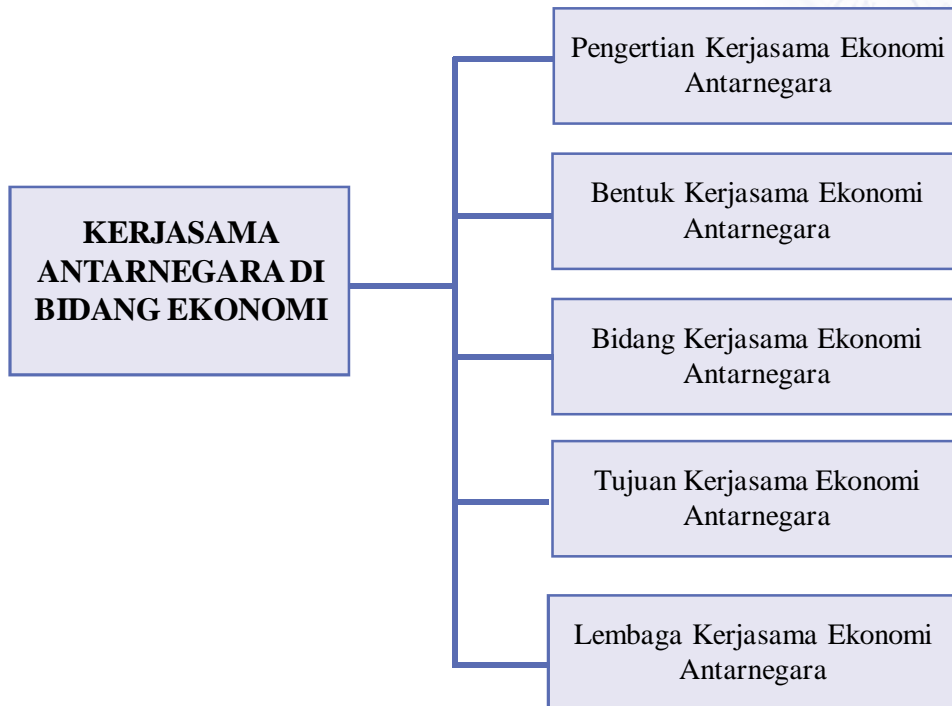 Pengertian Kerjasama Ekonomi
Antarnegara
Bentuk Kerjasama Ekonomi
Antarnegara
KERJASAMA
ANTARNEGARA DI
BIDANG EKONOMI
Bidang Kerjasama Ekonomi
Antarnegara
Tujuan Kerjasama Ekonomi
Antarnegara
Lembaga Kerjasama Ekonomi
Antarnegara